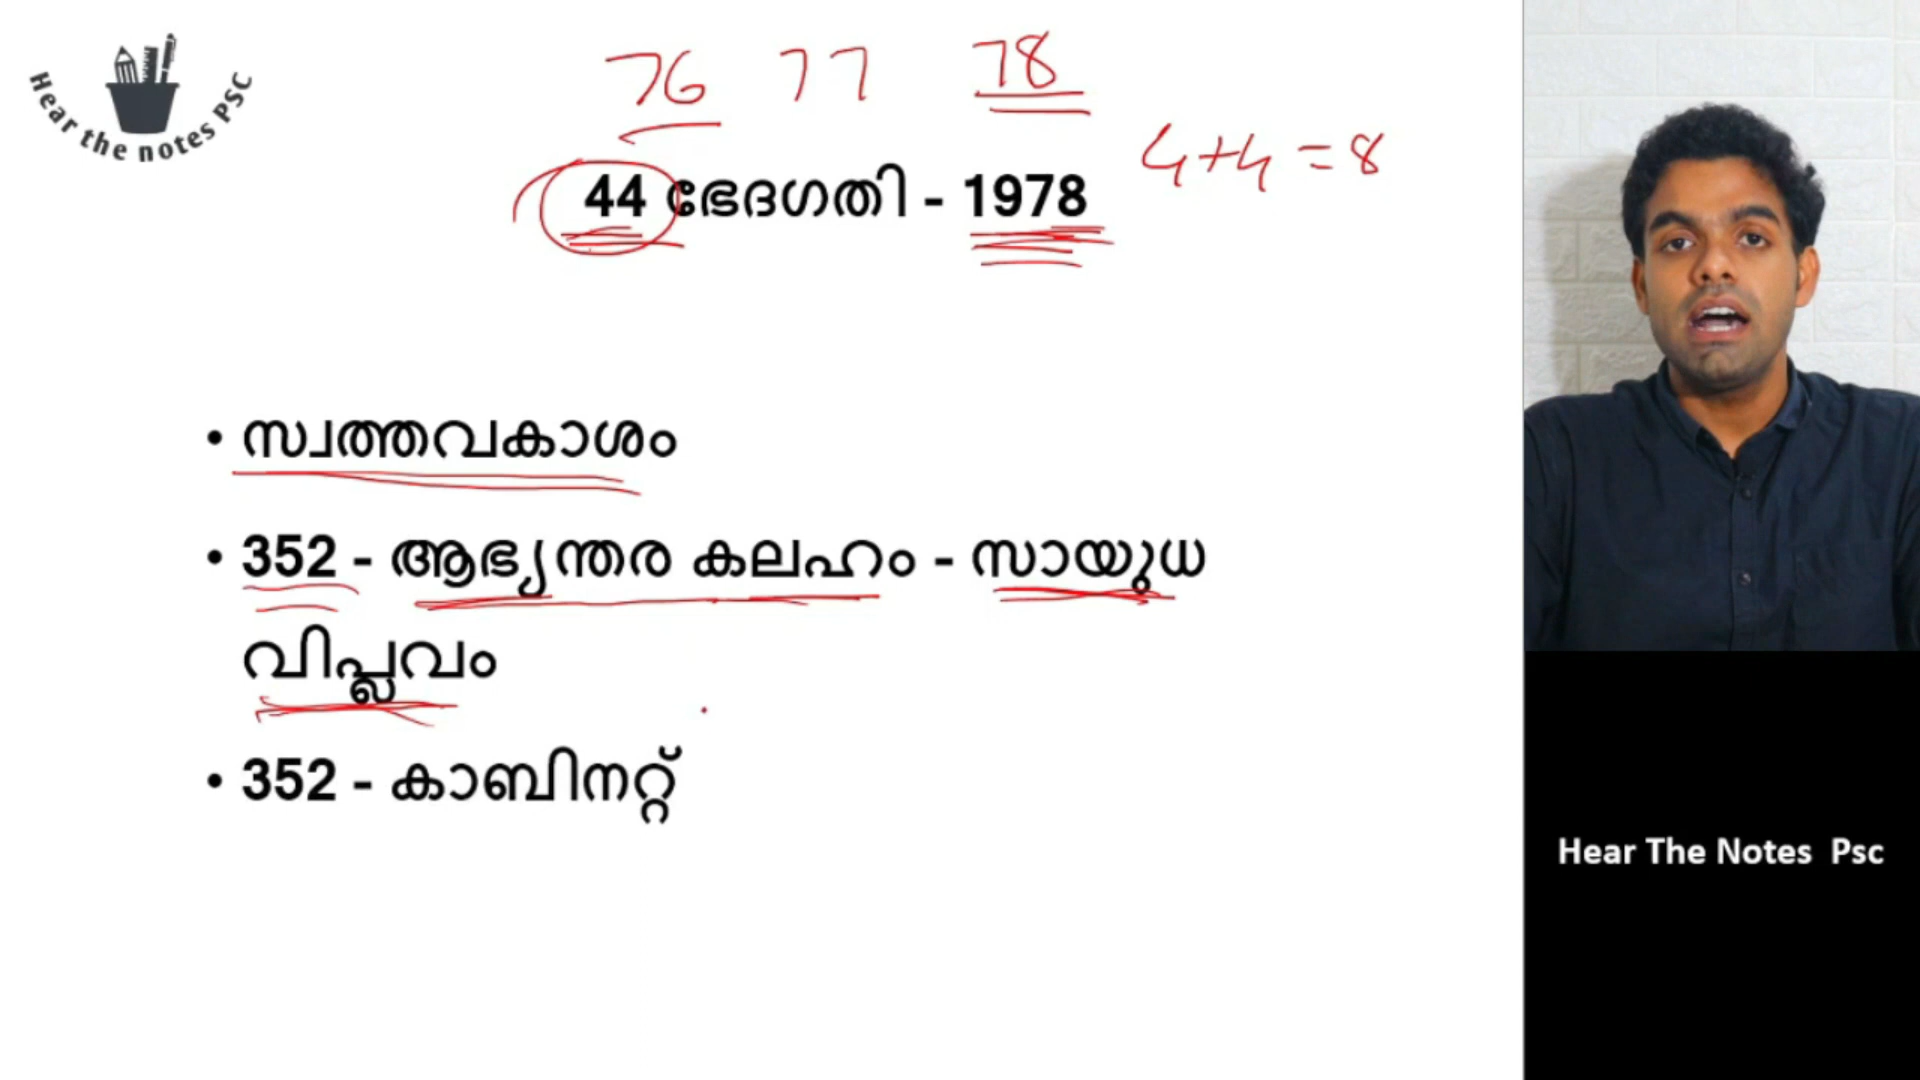 Hear the notes PSC
76 77 78
4+4=8
44 ഭേദഗതി - 1978
• സ്വത്തവകാശം
• 352 - ആഭ്യന്തര കലഹം - സായുധ
വിപ്ലവം
• 352 - കാബിനറ്റ്
Hear The Notes Psc